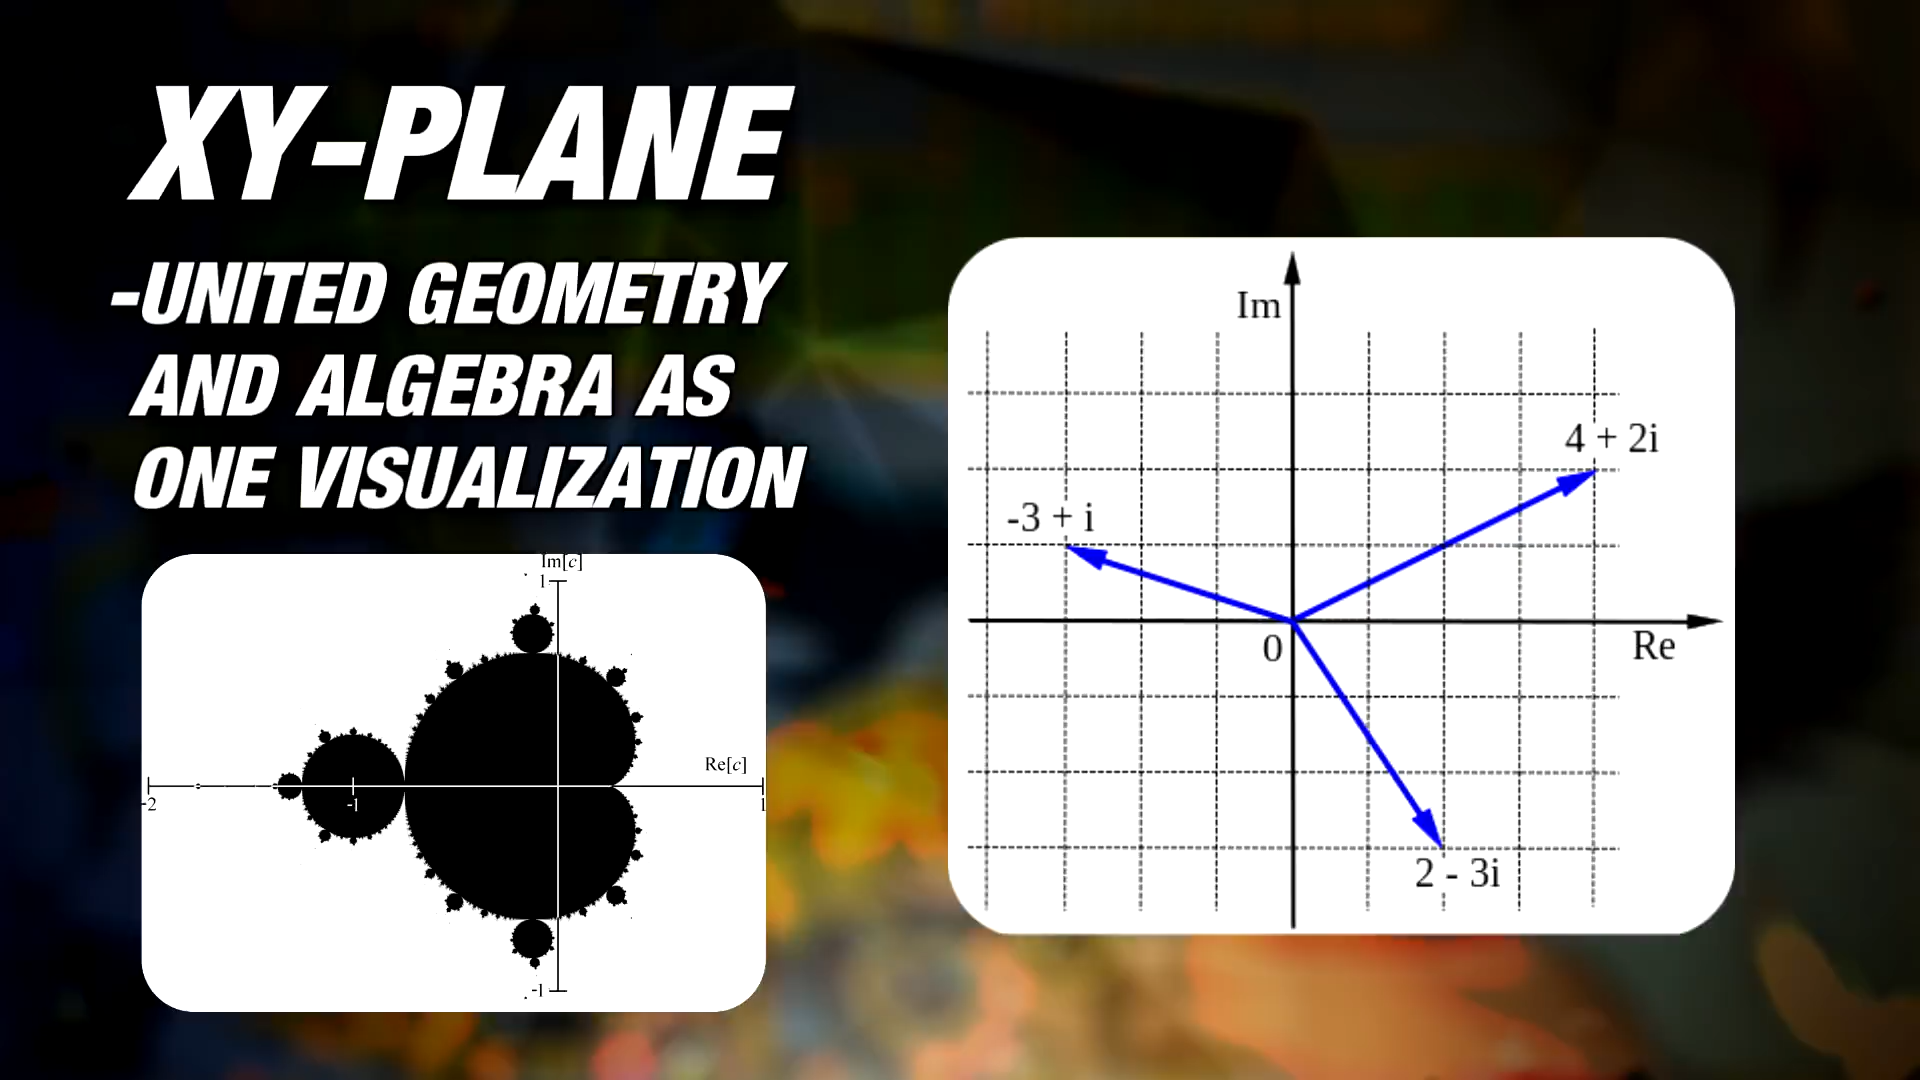 XY-PLANE
-UNITED GEOMETRY
AND ALGEBRA AS
ONE VISUALIZATION
Im[c]
1
Re[c]
-2
-1
1
-1
Im
4 + 2i
-3 + i
0
Re
2 - 3i